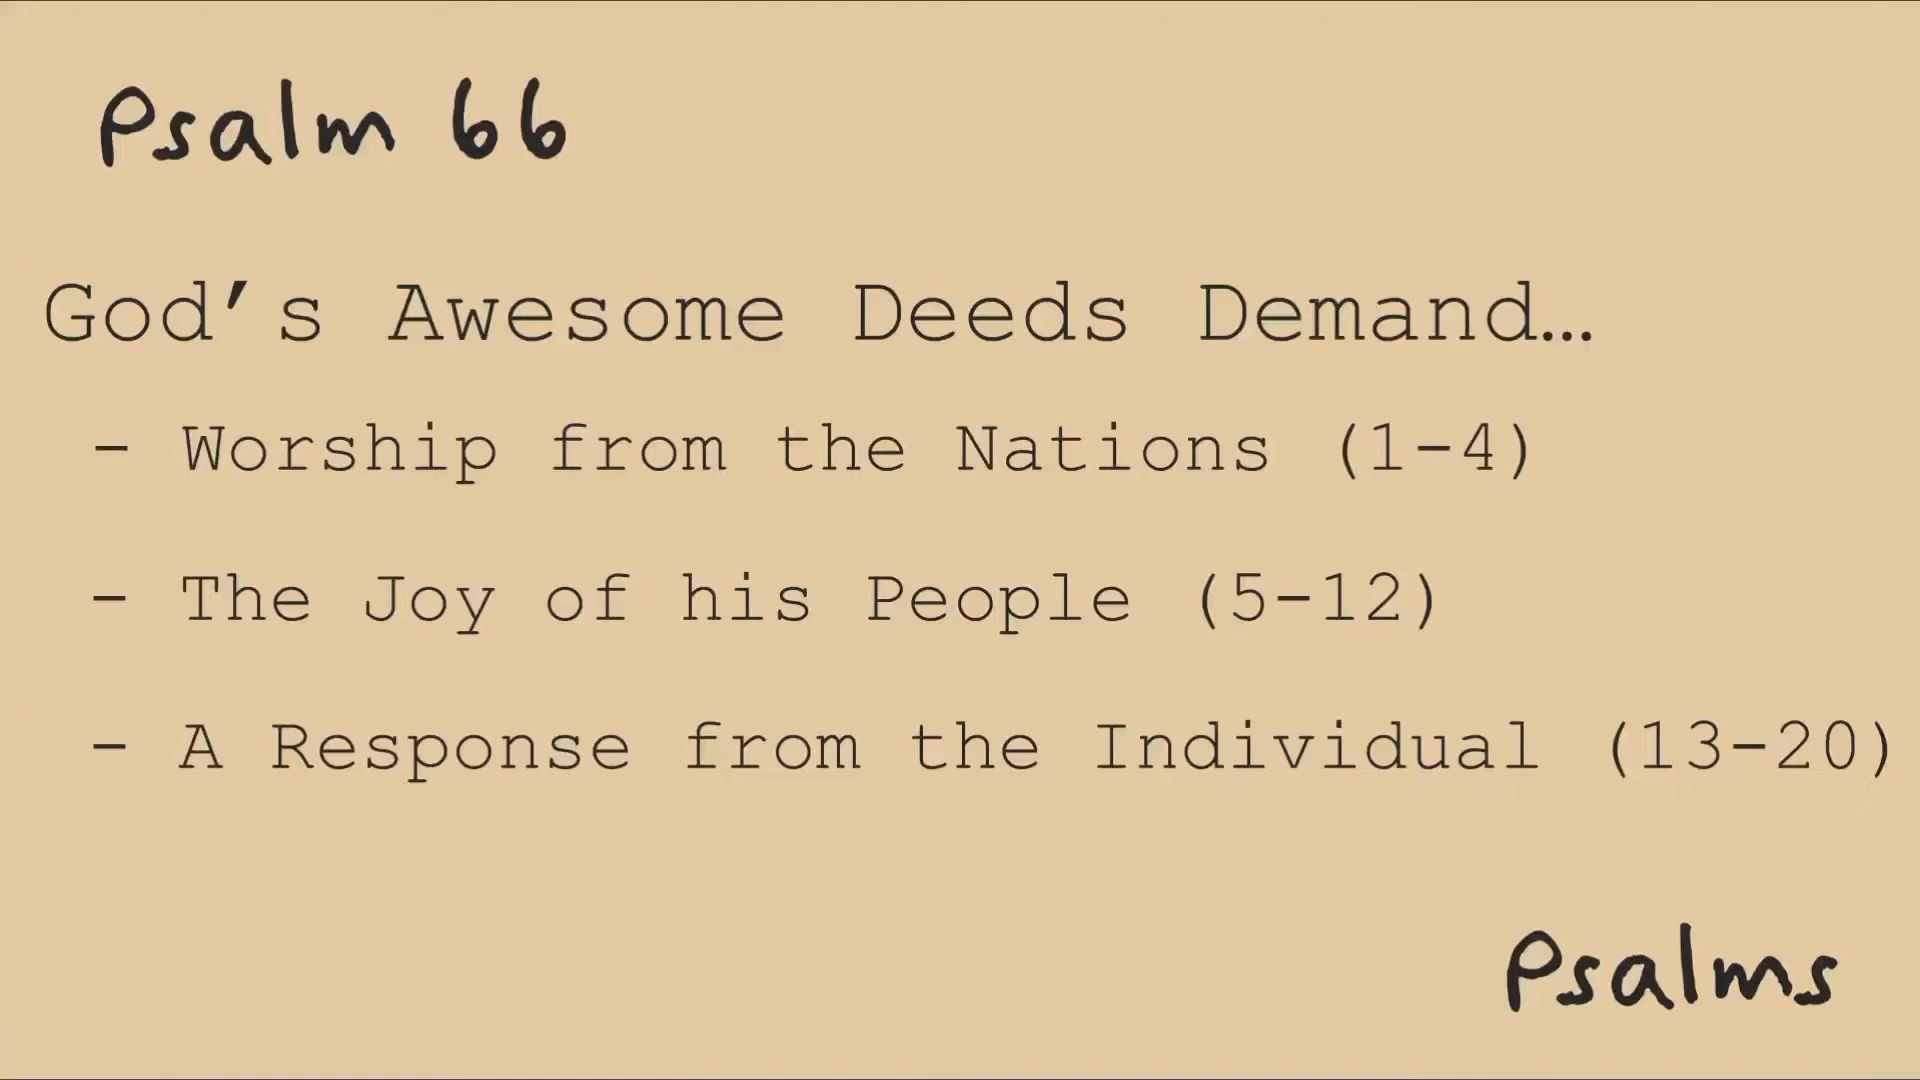 Psalm 66
God's Awesome Deeds Demand…
- Worship from the Nations (1-4)
- The Joy of his People (5-12)
- A Response from the Individual (13-20)
Psalms